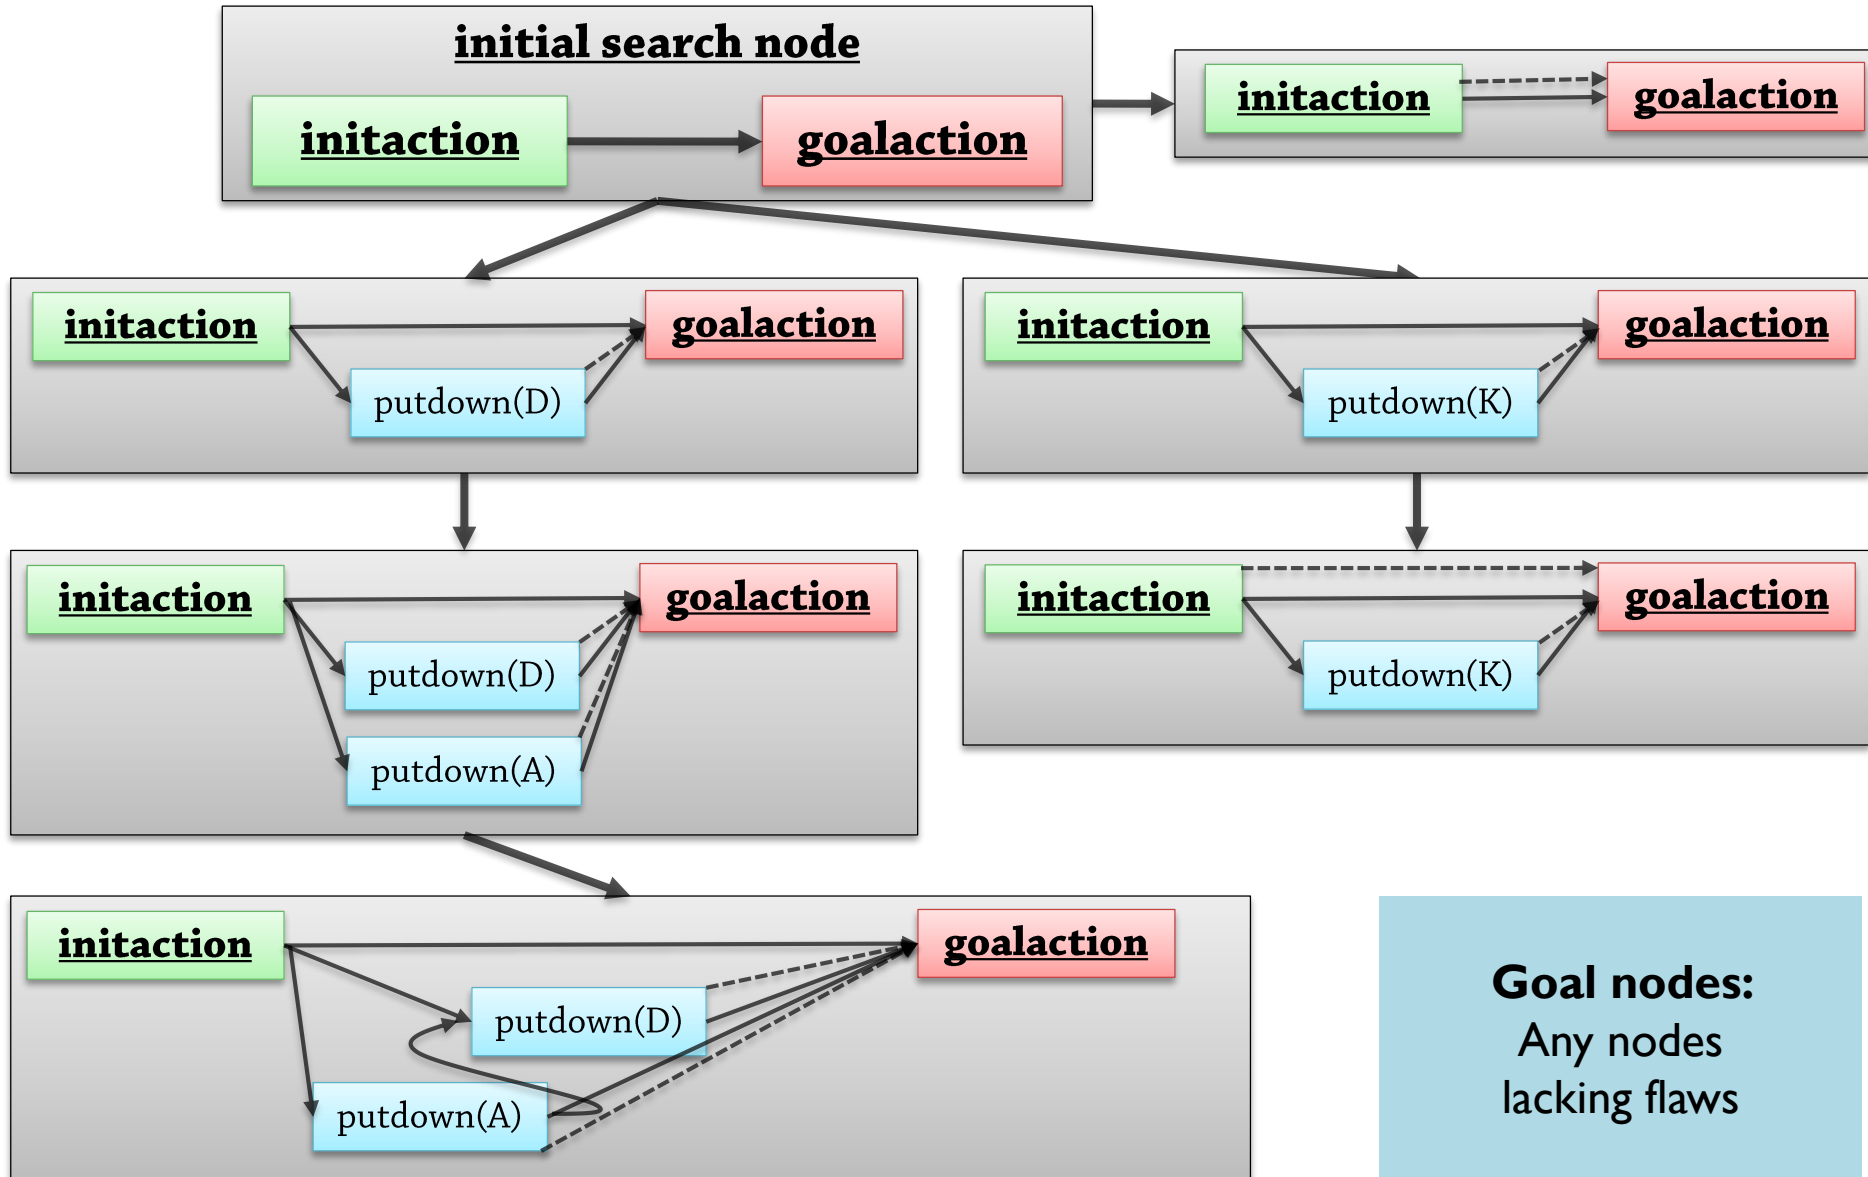 initial search node
initaction
goalaction
initaction
goalaction
initaction
goalaction
putdown(D)
initaction
goalaction
putdown(K)
initaction
goalaction
putdown(D)
putdown(A)
initaction
goalaction
putdown(K)
initaction
goalaction
putdown(D)
putdown(A)
Goal nodes:
Any nodes
lacking flaws